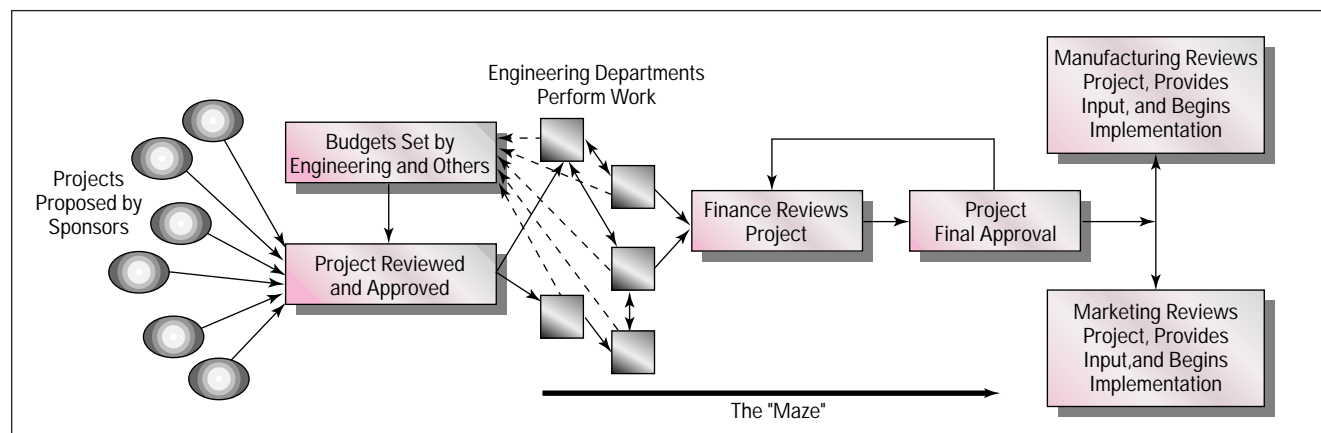 Projects
Proposed by
Sponsors
Budgets Set by
Engineering and Others
Project Reviewed
and Approved
Engineering Departments
Perform Work
Finance Reviews
Project
Project
Final Approval
Manufacturing Reviews
Project, Provides
Input, and Begins
Implementation
Marketing Reviews
Project, Provides
Input,and Begins
Implementation
The "Maze"